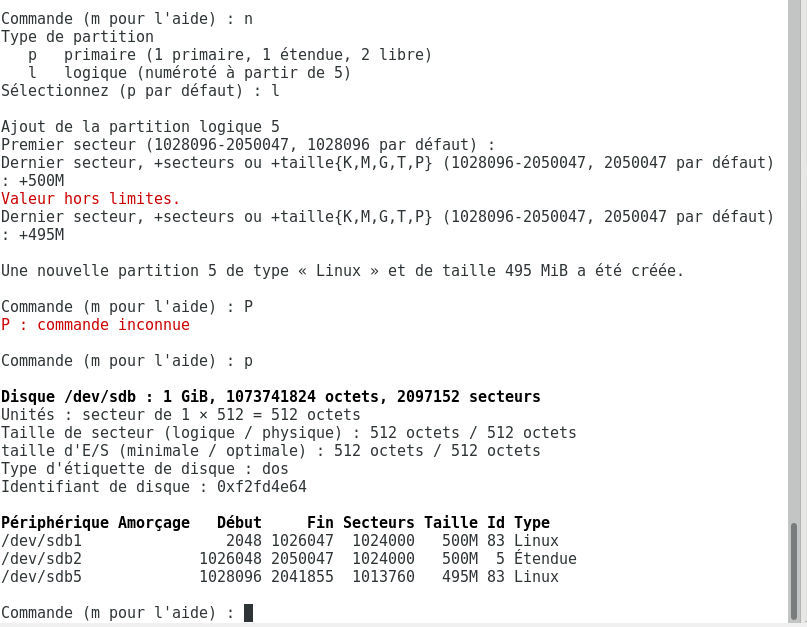 Commande (m pour l'aide) : n
Type de partition
   p   primaire (1 primaire, 1 étendue, 2 libre)
   l   logique (numéroté à partir de 5)
Sélectionnez (p par défaut) : l

Ajout de la partition logique 5
Premier secteur (1028096-2050047, 1028096 par défaut) :
Dernier secteur, +secteurs ou +taille{K,M,G,T,P} (1028096-2050047, 2050047 par défaut)
: +500M
Valeur hors limites.
Dernier secteur, +secteurs ou +taille{K,M,G,T,P} (1028096-2050047, 2050047 par défaut)
: +495M

Une nouvelle partition 5 de type « Linux » et de taille 495 MiB a été créée.

Commande (m pour l'aide) : P
P : commande inconnue

Commande (m pour l'aide) : p

Disque /dev/sdb : 1 GiB, 1073741824 octets, 2097152 secteurs
Unités : secteur de 1 × 512 = 512 octets
Taille de secteur (logique / physique) : 512 octets / 512 octets
taille d'E/S (minimale / optimale) : 512 octets / 512 octets
Type d'étiquette de disque : dos
Identifiant de disque : 0xf2fd4e64

Périphérique Amorçage   Début     Fin Secteurs Taille Id Type
/dev/sdb1                2048 1026047  1024000   500M 83 Linux
/dev/sdb2             1026048 2050047  1024000   500M  5 Étendue
/dev/sdb5             1028096 2041855  1013760   495M 83 Linux

Commande (m pour l'aide) :